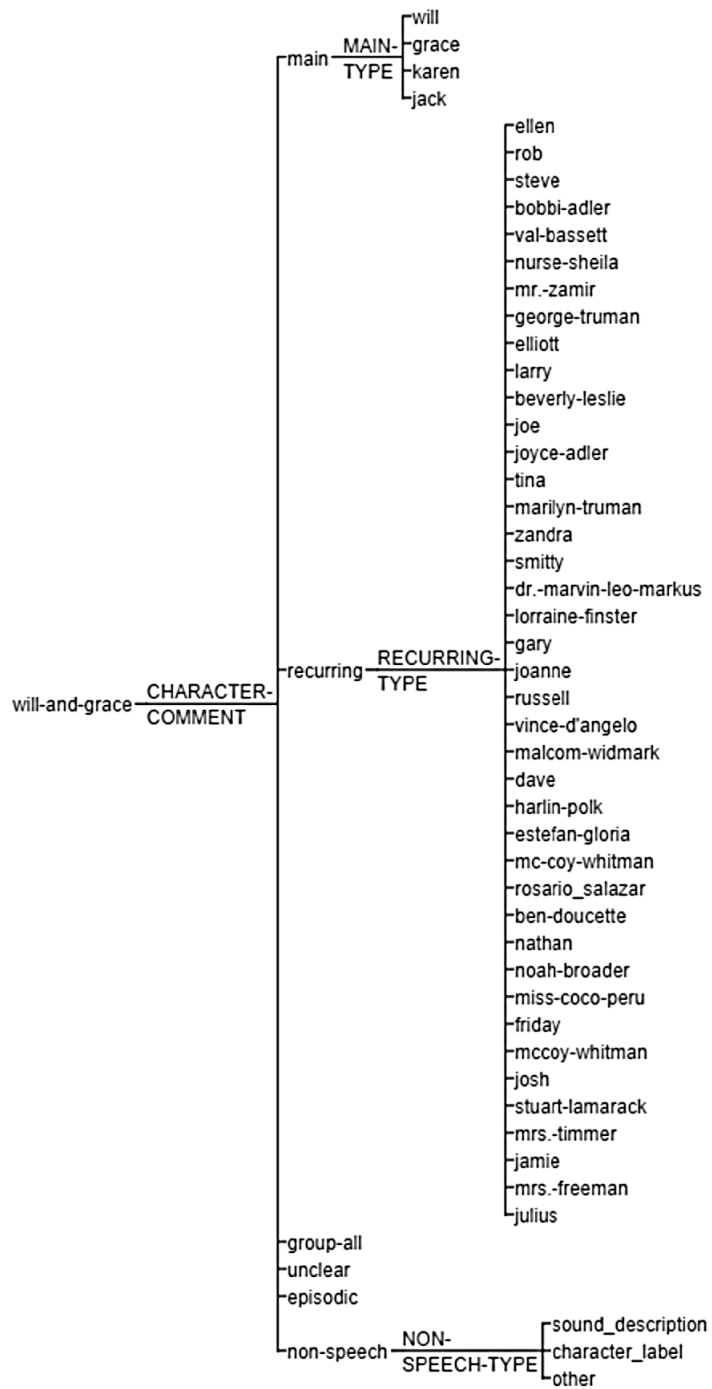 will
main MAIN- grace
TYPE karen
jack
ellen
rob
steve
bobbi-adler
val-bassett
nurse-sheila
mr.-zamir
george-truman
elliott
larry
beverly-leslie
joe
joyce-adler
tina
marilyn-truman
zandra
smitty
dr.-marvin-leo-markus
lorraine-finster
gary
recurring RECURRING- joanne
TYPE
russell
will-and-grace CHARACTER-
COMMENT
vince-d'angelo
malcom-widmark
dave
harlin-polk
estefan-gloria
mc-coy-whitman
rosario_salazar
ben-doucette
nathan
noah-broader
miss-coco-peru
friday
mccoy-whitman
josh
stuart-lamarack
mrs.-timmer
jamie
mrs.-freeman
julius
group-all
unclear
episodic
sound_description
non-speech NON- character_label
SPEECH-TYPE
other